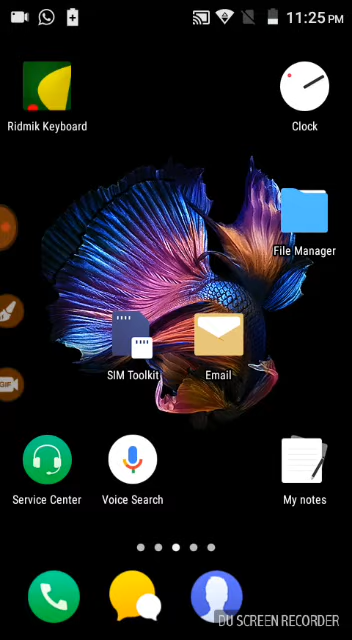 11:25 PM
Ridmik Keyboard
Clock
File Manager
SIM Toolkit
Email
GIF
Service Center
Voice Search
My notes
DU SCREEN RECORDER